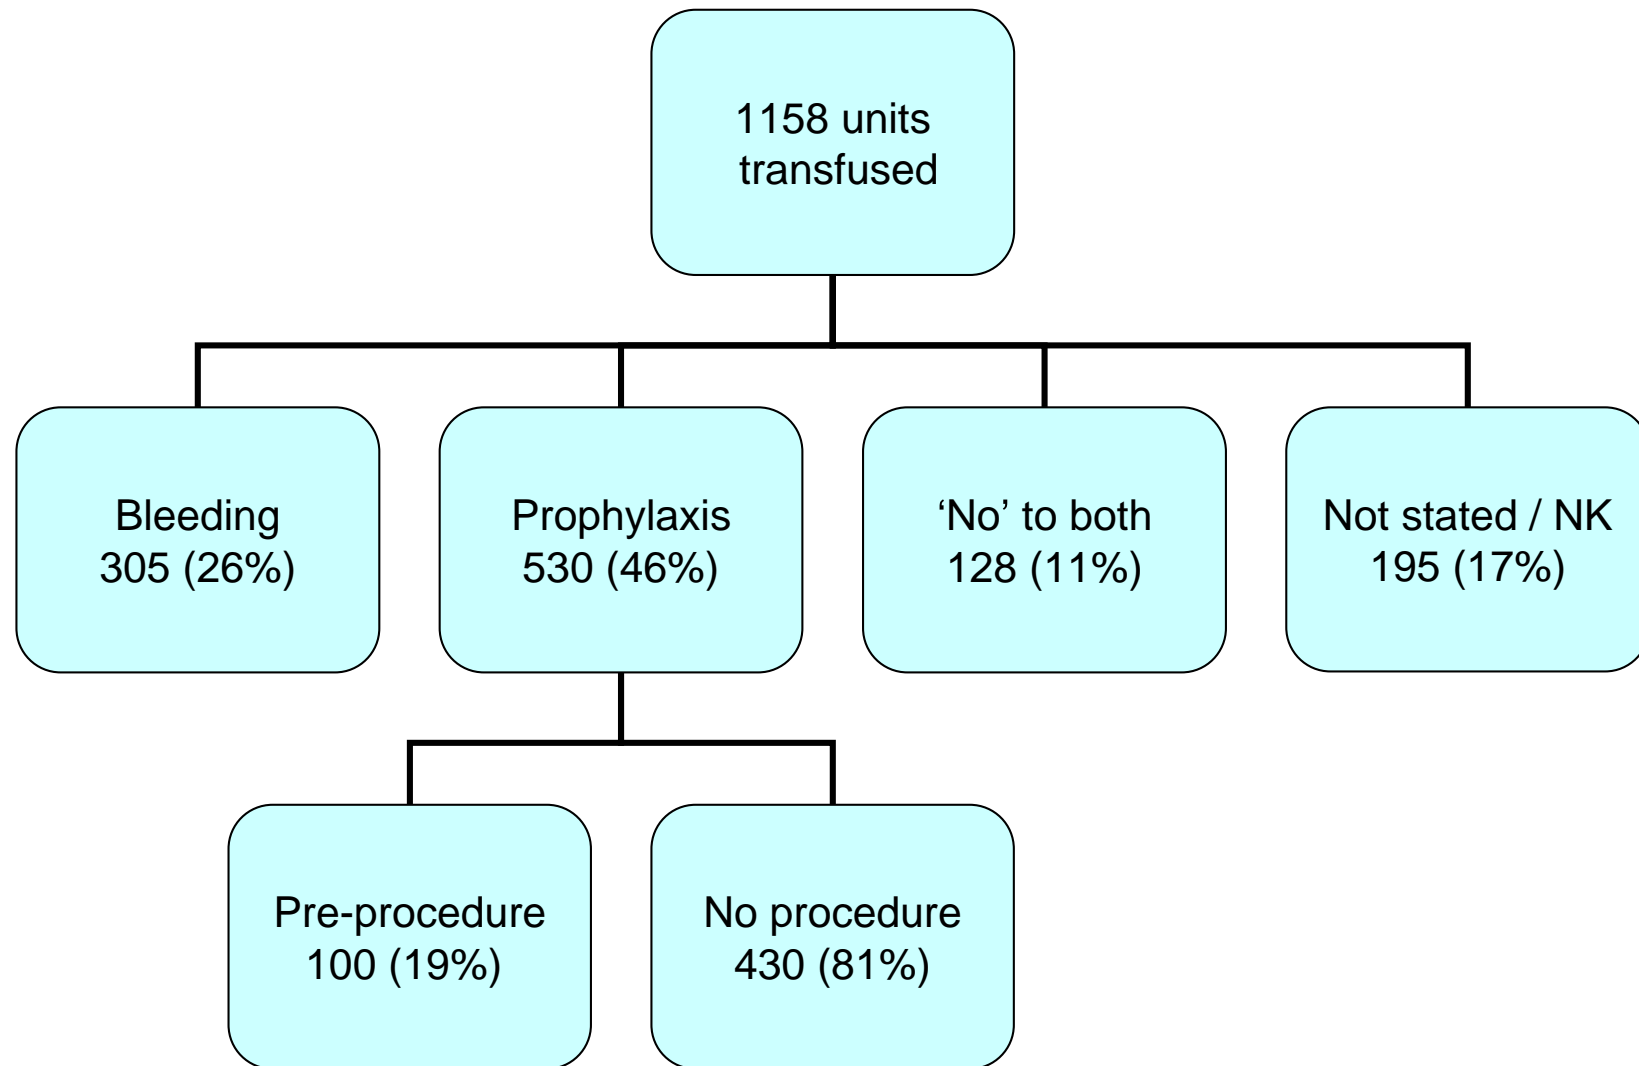 1158 units
transfused
Bleeding
305 (26%)
Prophylaxis
530 (46%)
‘No’ to both
128 (11%)
Not stated / NK
195 (17%)
Pre-procedure
100 (19%)
No procedure
430 (81%)